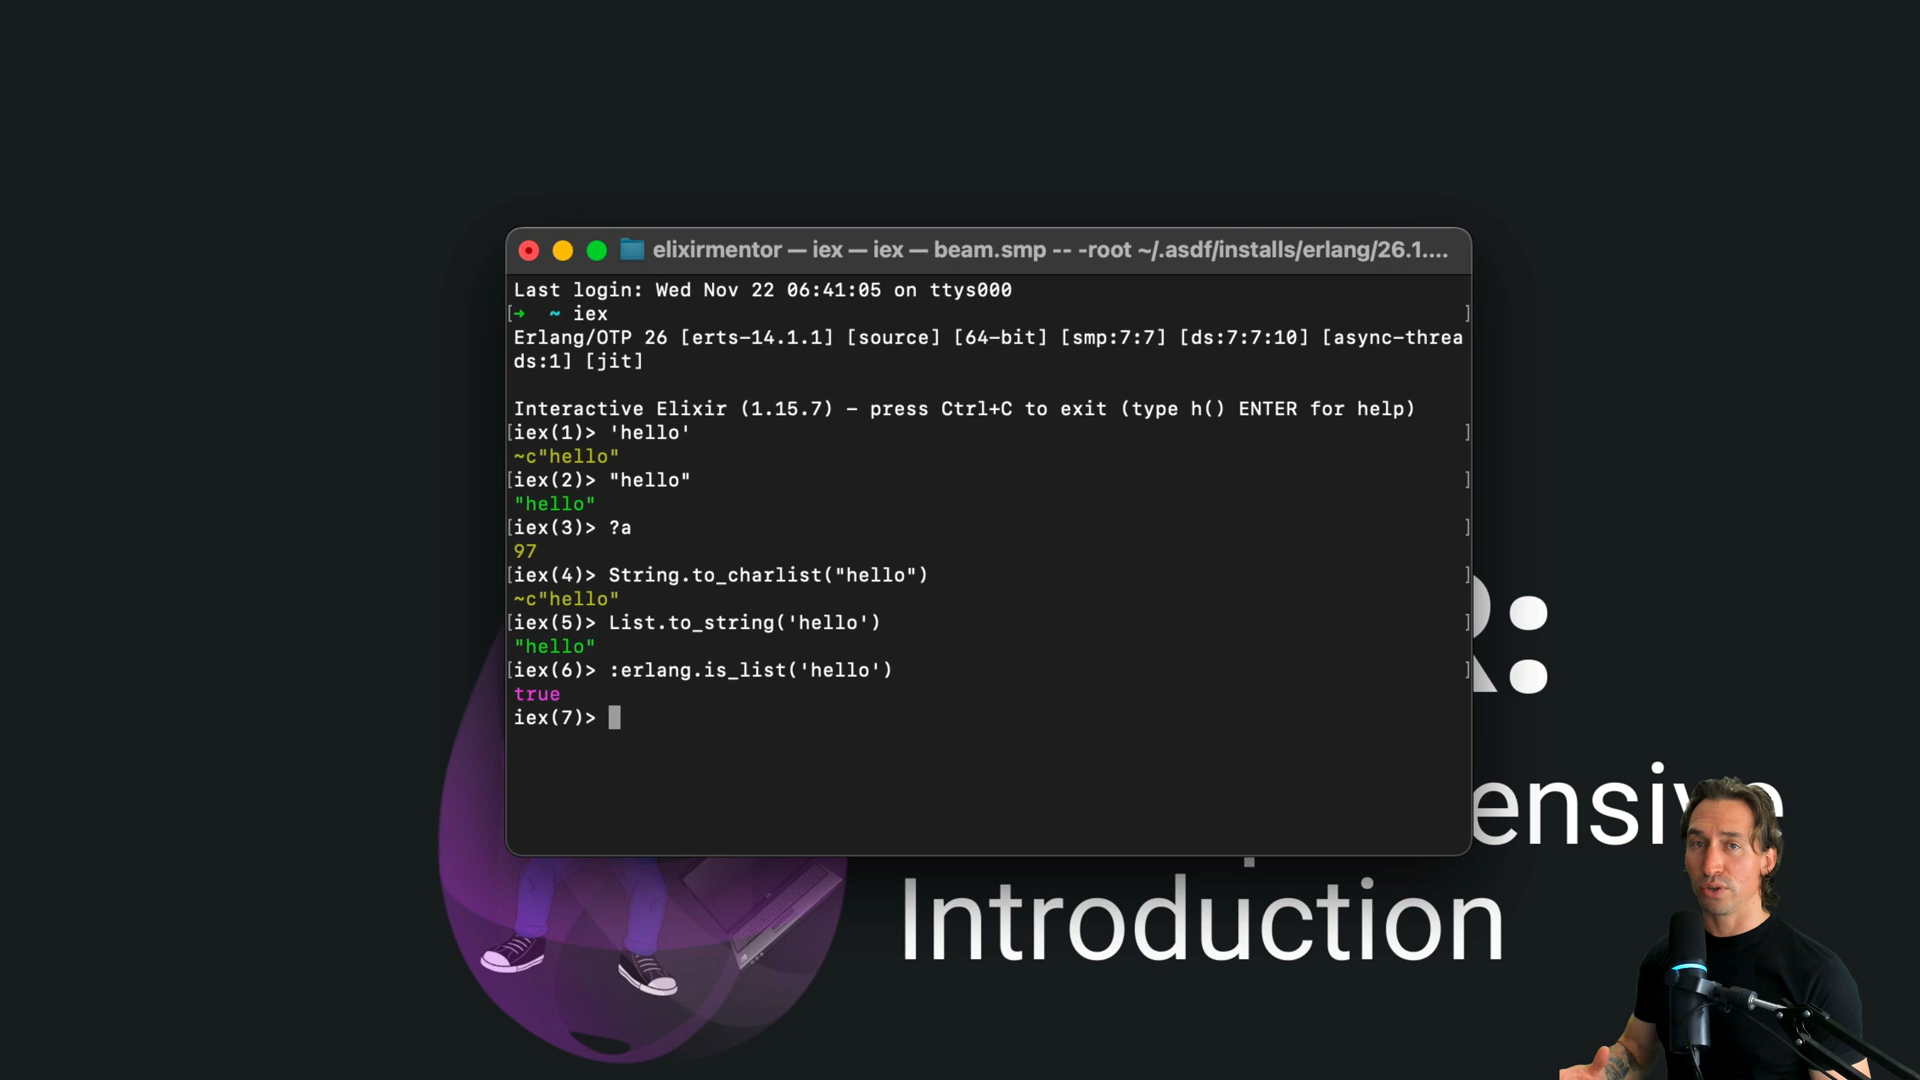 elixirmentor — iex — iex — beam.smp -- -root ~/.asdf/installs/erlang/26.1....
Last login: Wed Nov 22 06:41:05 on ttys000
[→ ~ iex ]
Erlang/OTP 26 [erts-14.1.1] [source] [64-bit] [smp:7:7] [ds:7:7:10] [async-threa
ds:1] [jit]
Interactive Elixir (1.15.7) - press Ctrl+C to exit (type h() ENTER for help)
[iex(1)> 'hello' ]
~c"hello"
[iex(2)> "hello" ]
"hello"
[iex(3)> ?a ]
97
[iex(4)> String.to_charlist("hello") ]
~c"hello"
[iex(5)> List.to_string('hello') ]
"hello"
[iex(6)> :erlang.is_list('hello') ]
true
iex(7)>
R:
ensive
Introduction